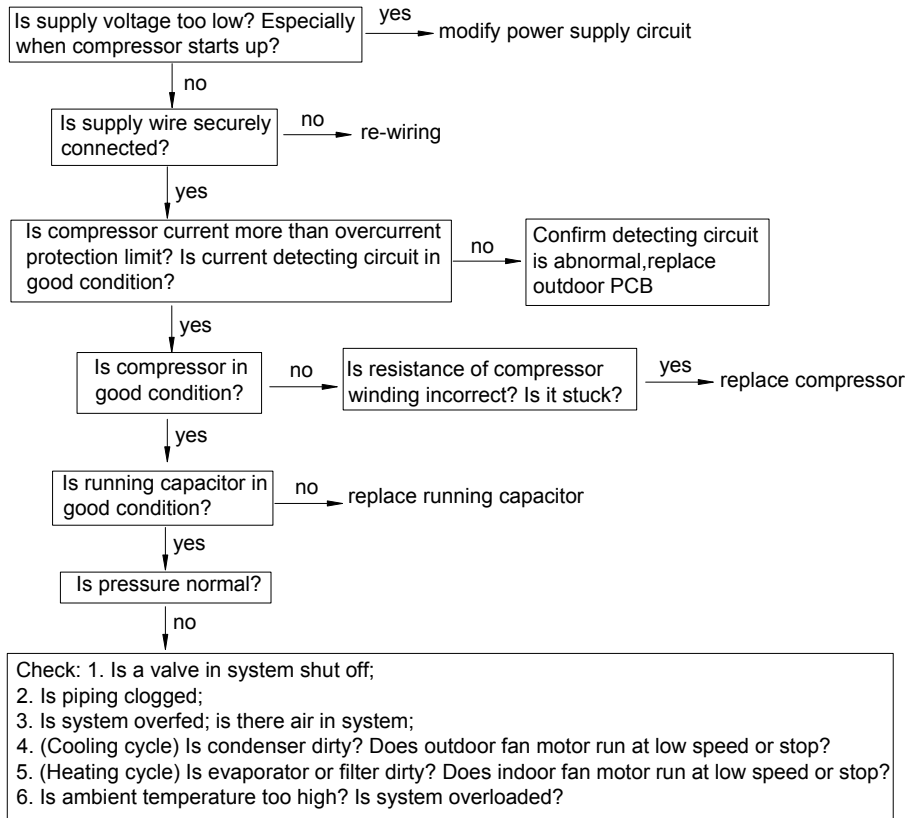 Is supply voltage too low? Especially
when compressor starts up?
yes
modify power supply circuit
no
Is supply wire securely
connected?
no
re-wiring
yes
Is compressor current more than overcurrent
protection limit? Is current detecting circuit in
good condition?
no
Confirm detecting circuit
is abnormal,replace
outdoor PCB
yes
Is compressor in
good condition?
no
Is resistance of compressor
winding incorrect? Is it stuck?
yes
replace compressor
yes
Is running capacitor in
good condition?
no
replace running capacitor
yes
Is pressure normal?
no
Check: 1. Is a valve in system shut off;
2. Is piping clogged;
3. Is system overfed; is there air in system;
4. (Cooling cycle) Is condenser dirty? Does outdoor fan motor run at low speed or stop?
5. (Heating cycle) Is evaporator or filter dirty? Does indoor fan motor run at low speed or stop?
6. Is ambient temperature too high? Is system overloaded?